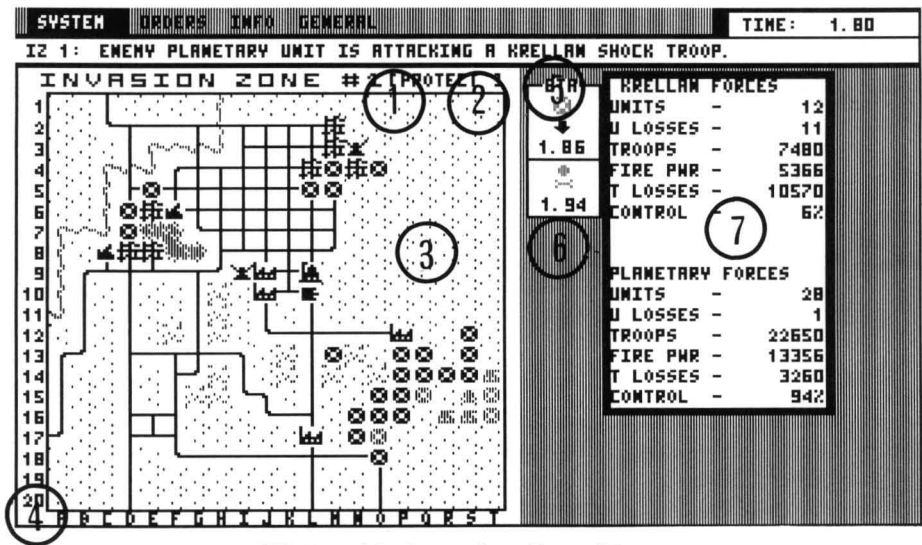 SYSTEM ORDERS INFO GENERAL TIME: 1.80
IZ 1: ENEMY PLANETARY UNIT IS ATTACKING A KRELLAN SHOCK TROOP.
INVASION ZONE # [PROTEC ]
1 2 5
KRELLAN FORCES
UNITS - 12
U LOSSES - 11
TROOPS - 7480
FIRE PWR - 5366
T LOSSES - 10570
CONTROL - 6%
PLANETARY FORCES
UNITS - 28
U LOSSES - 1
TROOPS - 22650
FIRE PWR - 13356
T LOSSES - 3260
CONTROL - 94%
1.86
1.94
3 6 7
1
2
3
4
5
6
7
8
9
10
11
12
13
14
15
16
17
18
19
20
4
A B C D E F G H I J K L M N O P Q R S T